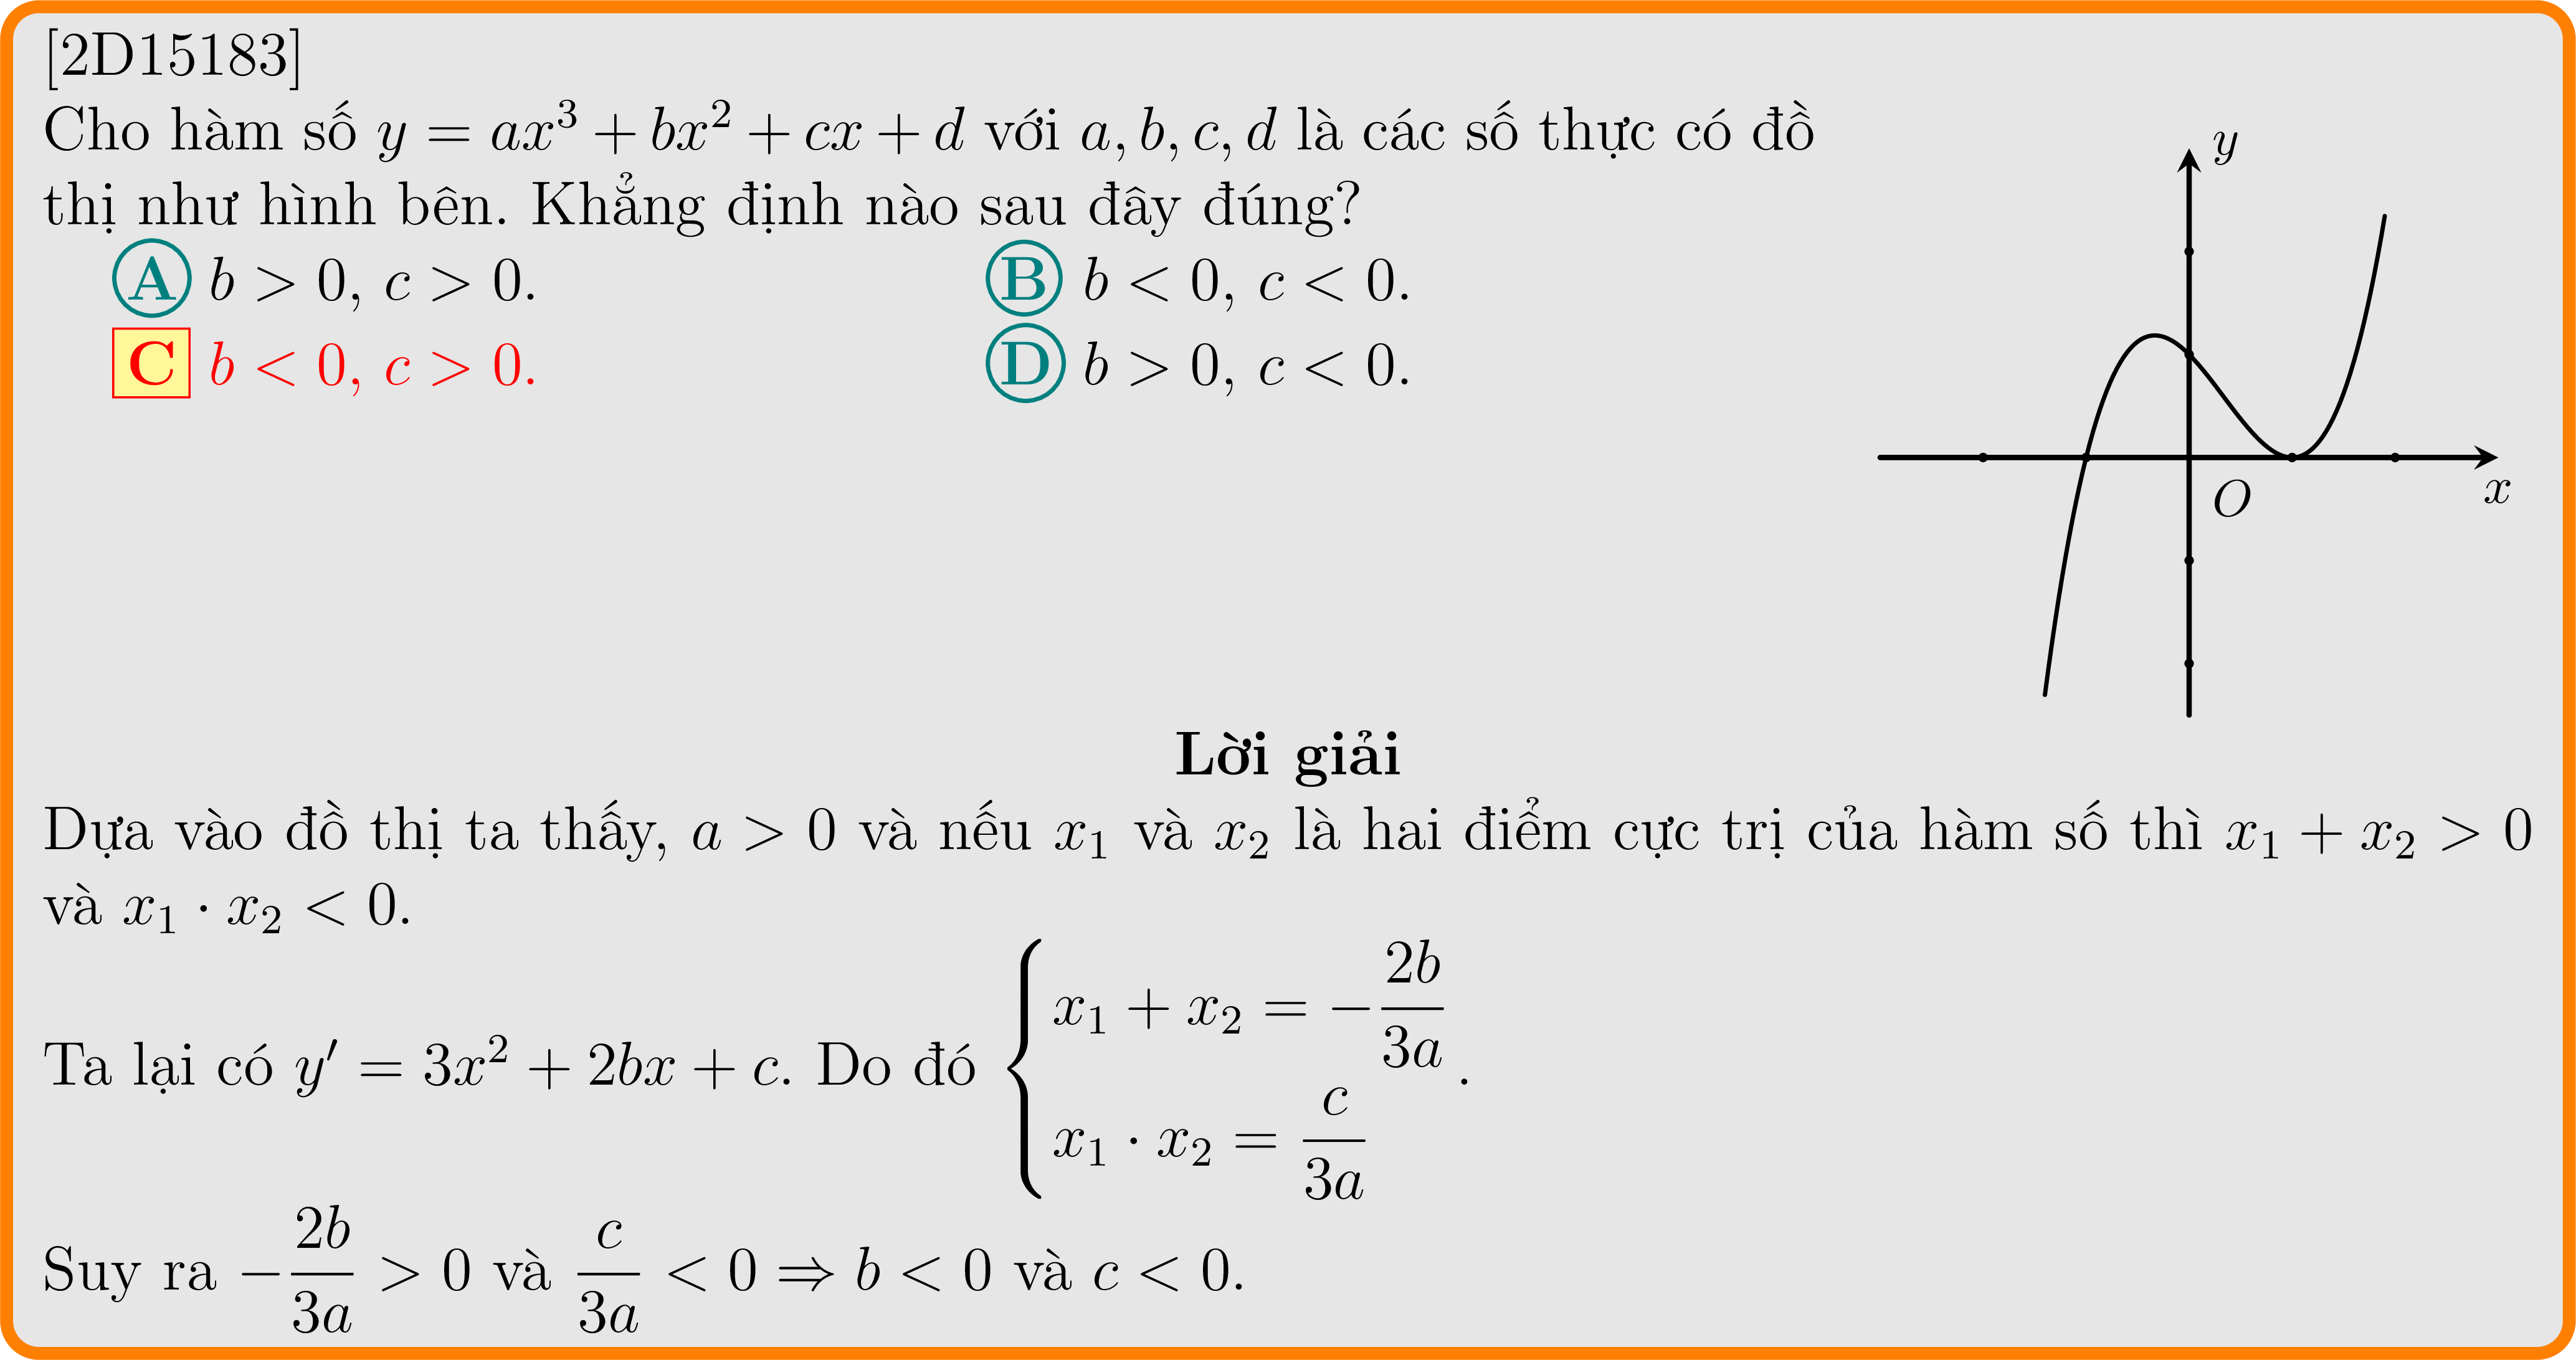 [2D15183]
Cho hàm số $y = ax^3 + bx^2 + cx + d$ với $a, b, c, d$ là các số thực có đồ
thị như hình bên. Khẳng định nào sau đây đúng?
A $b > 0$, $c > 0$.
B $b < 0$, $c < 0$.
C $b < 0$, $c > 0$.
D $b > 0$, $c < 0$.
$y$
$O$
$x$
Lời giải
Dựa vào đồ thị ta thấy, $a > 0$ và nếu $x_1$ và $x_2$ là hai điểm cực trị của hàm số thì $x_1 + x_2 > 0$
và $x_1 \cdot x_2 < 0$.
Ta lại có $y' = 3x^2 + 2bx + c$. Do đó $\begin{cases} x_1 + x_2 = -\dfrac{2b}{3a} \\ x_1 \cdot x_2 = \dfrac{c}{3a} \end{cases}$.
Suy ra $-\dfrac{2b}{3a} > 0$ và $\dfrac{c}{3a} < 0 \Rightarrow b < 0$ và $c < 0$.